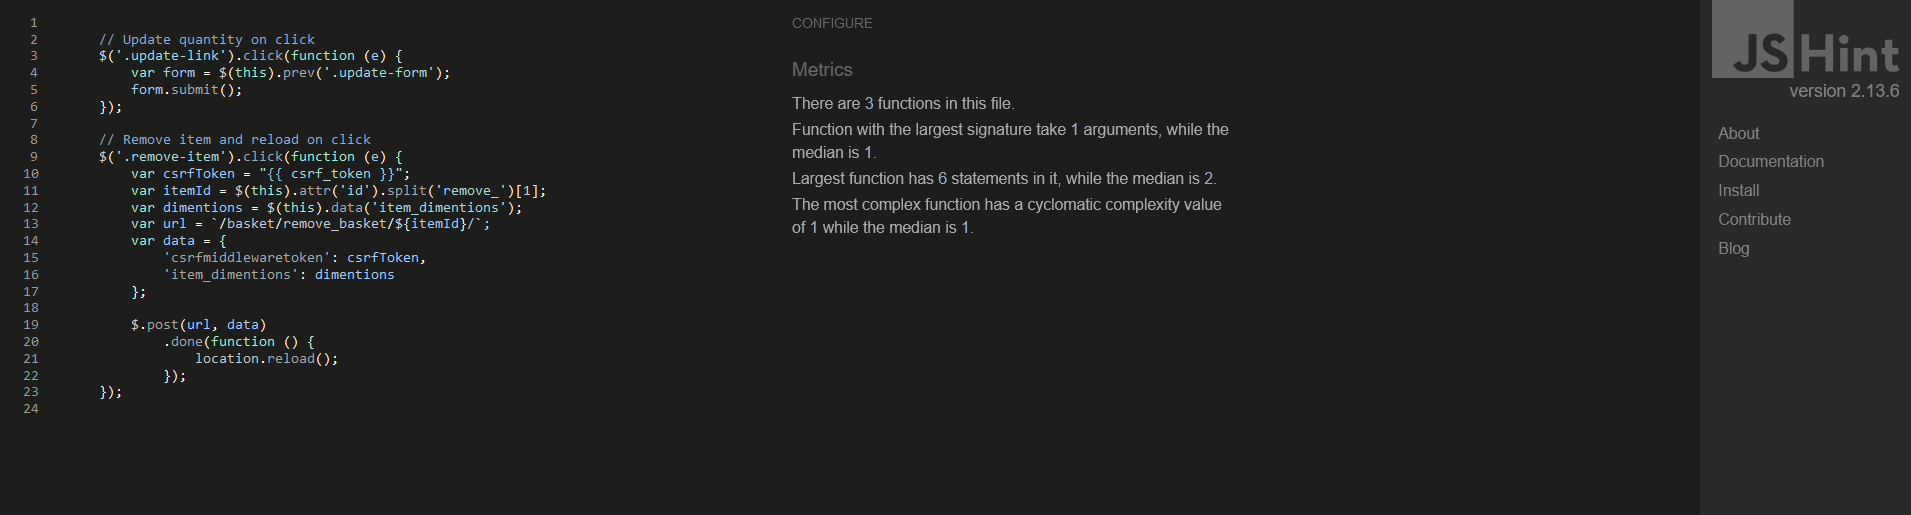 1
2 // Update quantity on click
3 $('.update-link').click(function (e) {
4 var form = $(this).prev('.update-form');
5 form.submit();
6 });
7
8 // Remove item and reload on click
9 $('.remove-item').click(function (e) {
10 var csrfToken = "{{ csrf_token }}";
11 var itemId = $(this).attr('id').split('remove_')[1];
12 var dimentions = $(this).data('item_dimentions');
13 var url = `/basket/remove_basket/${itemId}/`;
14 var data = {
15 'csrfmiddlewaretoken': csrfToken,
16 'item_dimentions': dimentions
17 };
18
19 $.post(url, data)
20 .done(function () {
21 location.reload();
22 });
23 });
24
CONFIGURE
Metrics
There are 3 functions in this file.
Function with the largest signature take 1 arguments, while the
median is 1.
Largest function has 6 statements in it, while the median is 2.
The most complex function has a cyclomatic complexity value
of 1 while the median is 1.
JSHint
version 2.13.6
About
Documentation
Install
Contribute
Blog